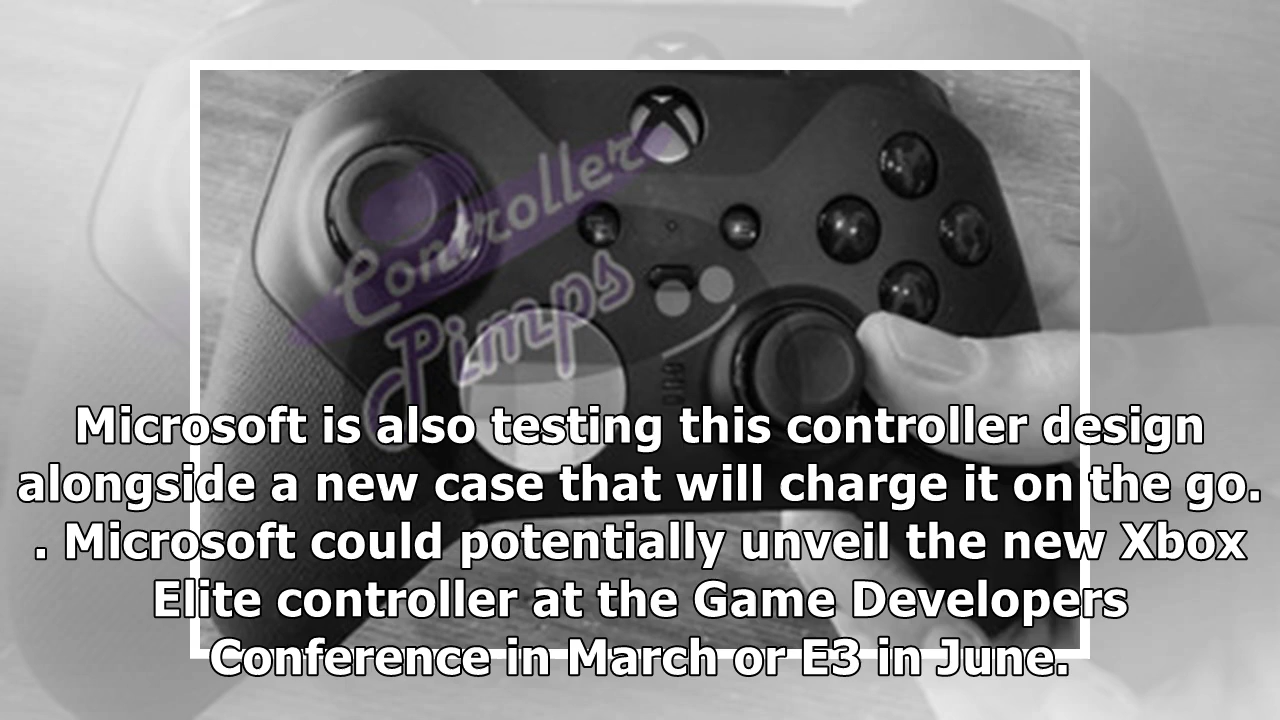 Controller
Pimps
Microsoft is also testing this controller design
alongside a new case that will charge it on the go.
. Microsoft could potentially unveil the new Xbox
Elite controller at the Game Developers
Conference in March or E3 in June.